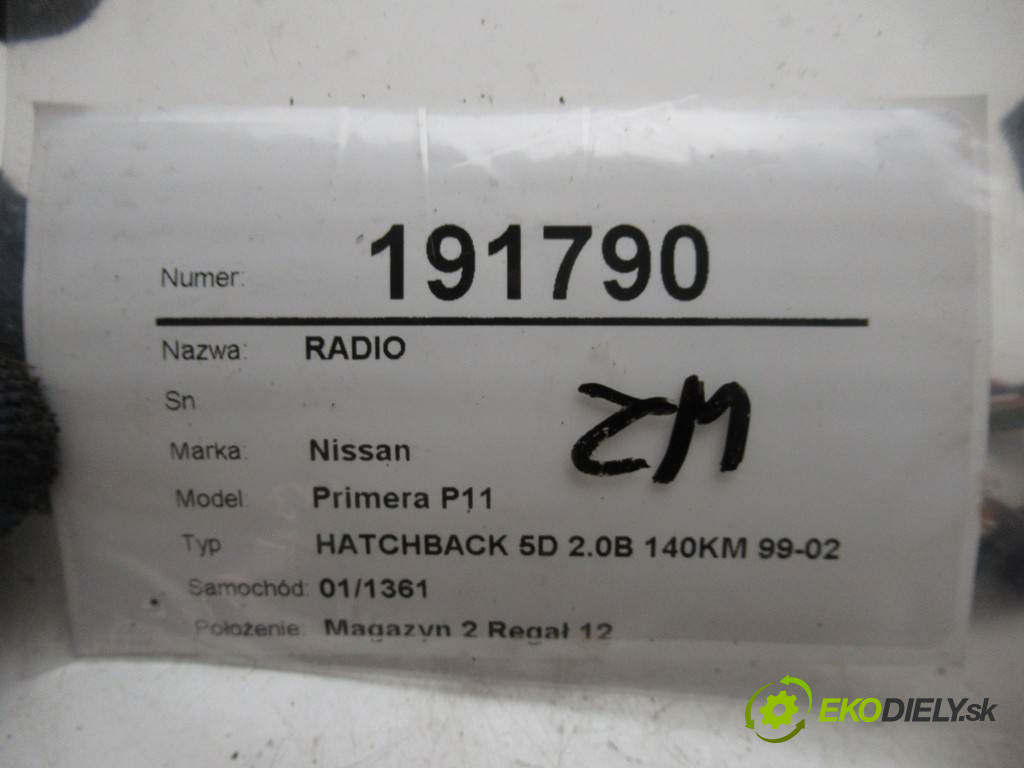 Numer: 191790
Nazwa: RADIO
Sn
ZM
Marka: Nissan
Model: Primera P11
Typ HATCHBACK 5D 2.0B 140KM 99-02
Samochód: 01/1361
Położenie: Magazyn 2 Regał 12
EKODIELY.sk